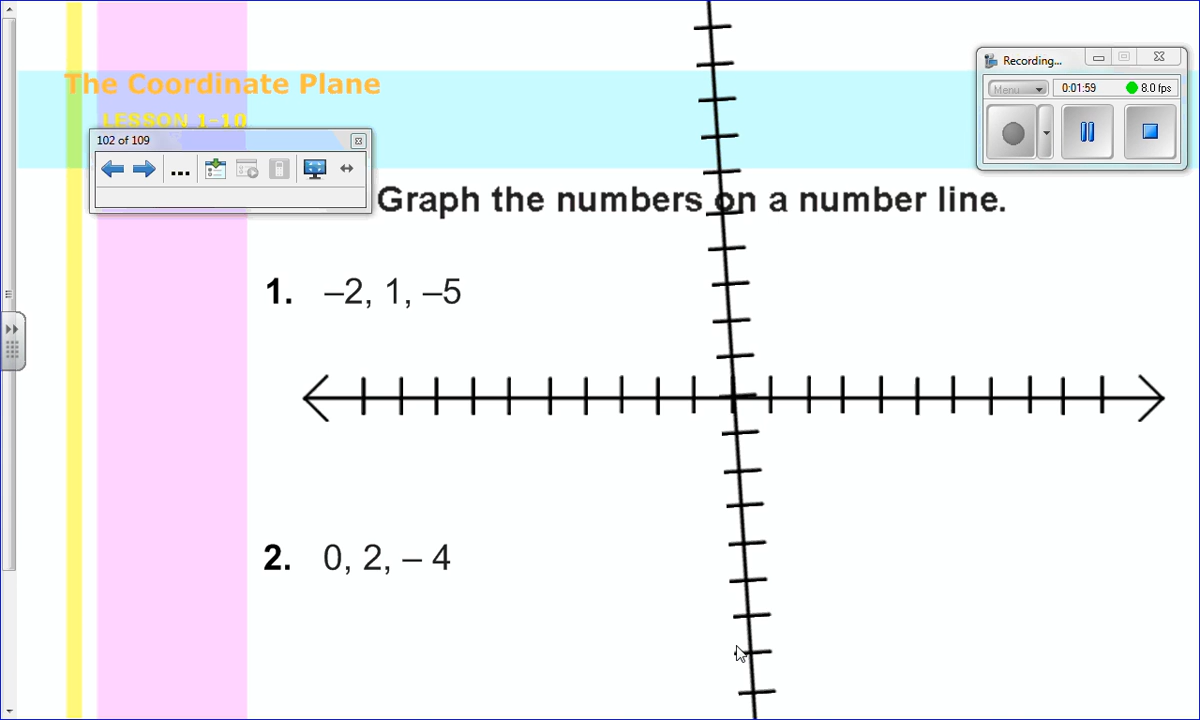 The Coordinate Plane
LESSON 1-10
102 of 109
Recording...
Menu
0:01:59
8.0 fps
Graph the numbers on a number line.
1. –2, 1, –5
2. 0, 2, – 4